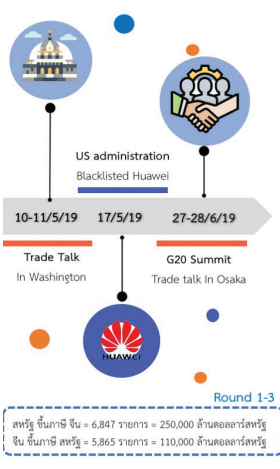 US administration
Blacklisted Huawei
10-11/5/19 17/5/19 27-28/6/19
Trade Talk
In Washington
G20 Summit
Trade talk In Osaka
HUAWEI
Round 1-3
สหรัฐ ขึ้นภาษี จีน = 6,847 รายการ = 250,000 ล้านดอลลาร์สหรัฐ
จีน ขึ้นภาษี สหรัฐ = 5,865 รายการ = 110,000 ล้านดอลลาร์สหรัฐ